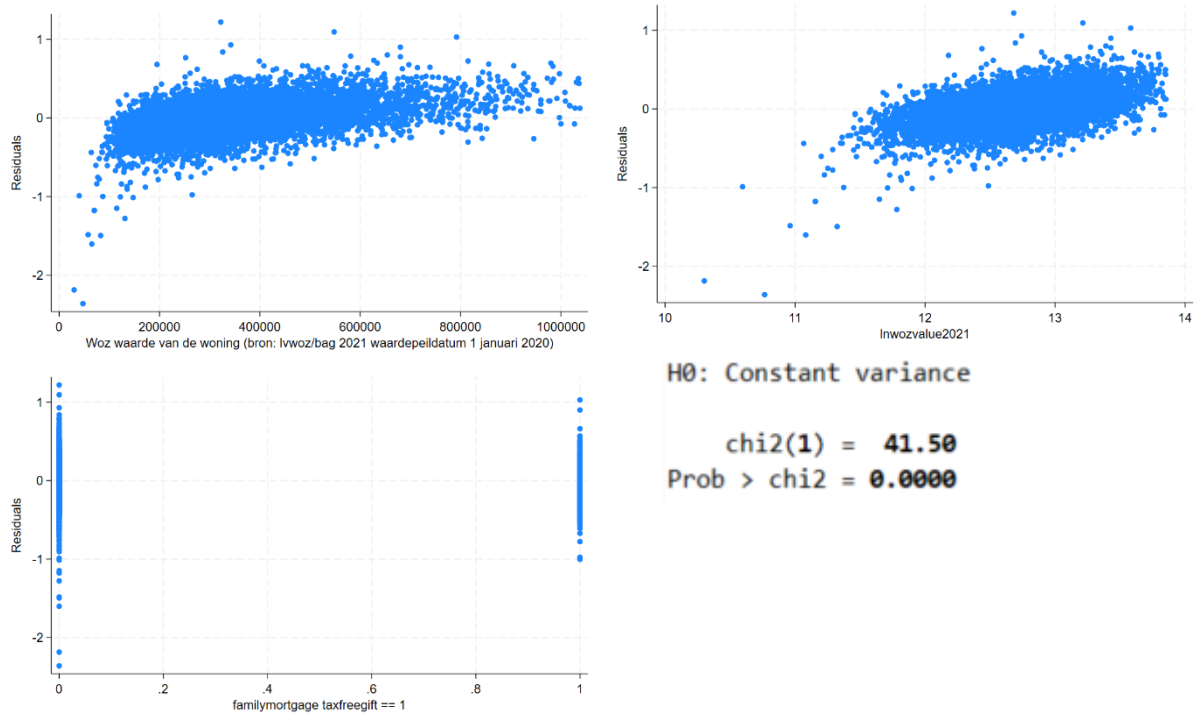 Residuals
1
0
-1
-2
0 200000 400000 600000 800000 1000000
Woz waarde van de woning (bron: lvwoz/bag 2021 waardepeildatum 1 januari 2020)
Residuals
1
0
-1
-2
10 11 12 13 14
lnwozvalue2021
Residuals
1
0
-1
-2
0 .2 .4 .6 .8 1
familymortgage taxfreegift == 1
H0: Constant variance
chi2(1) = 41.50
Prob > chi2 = 0.0000